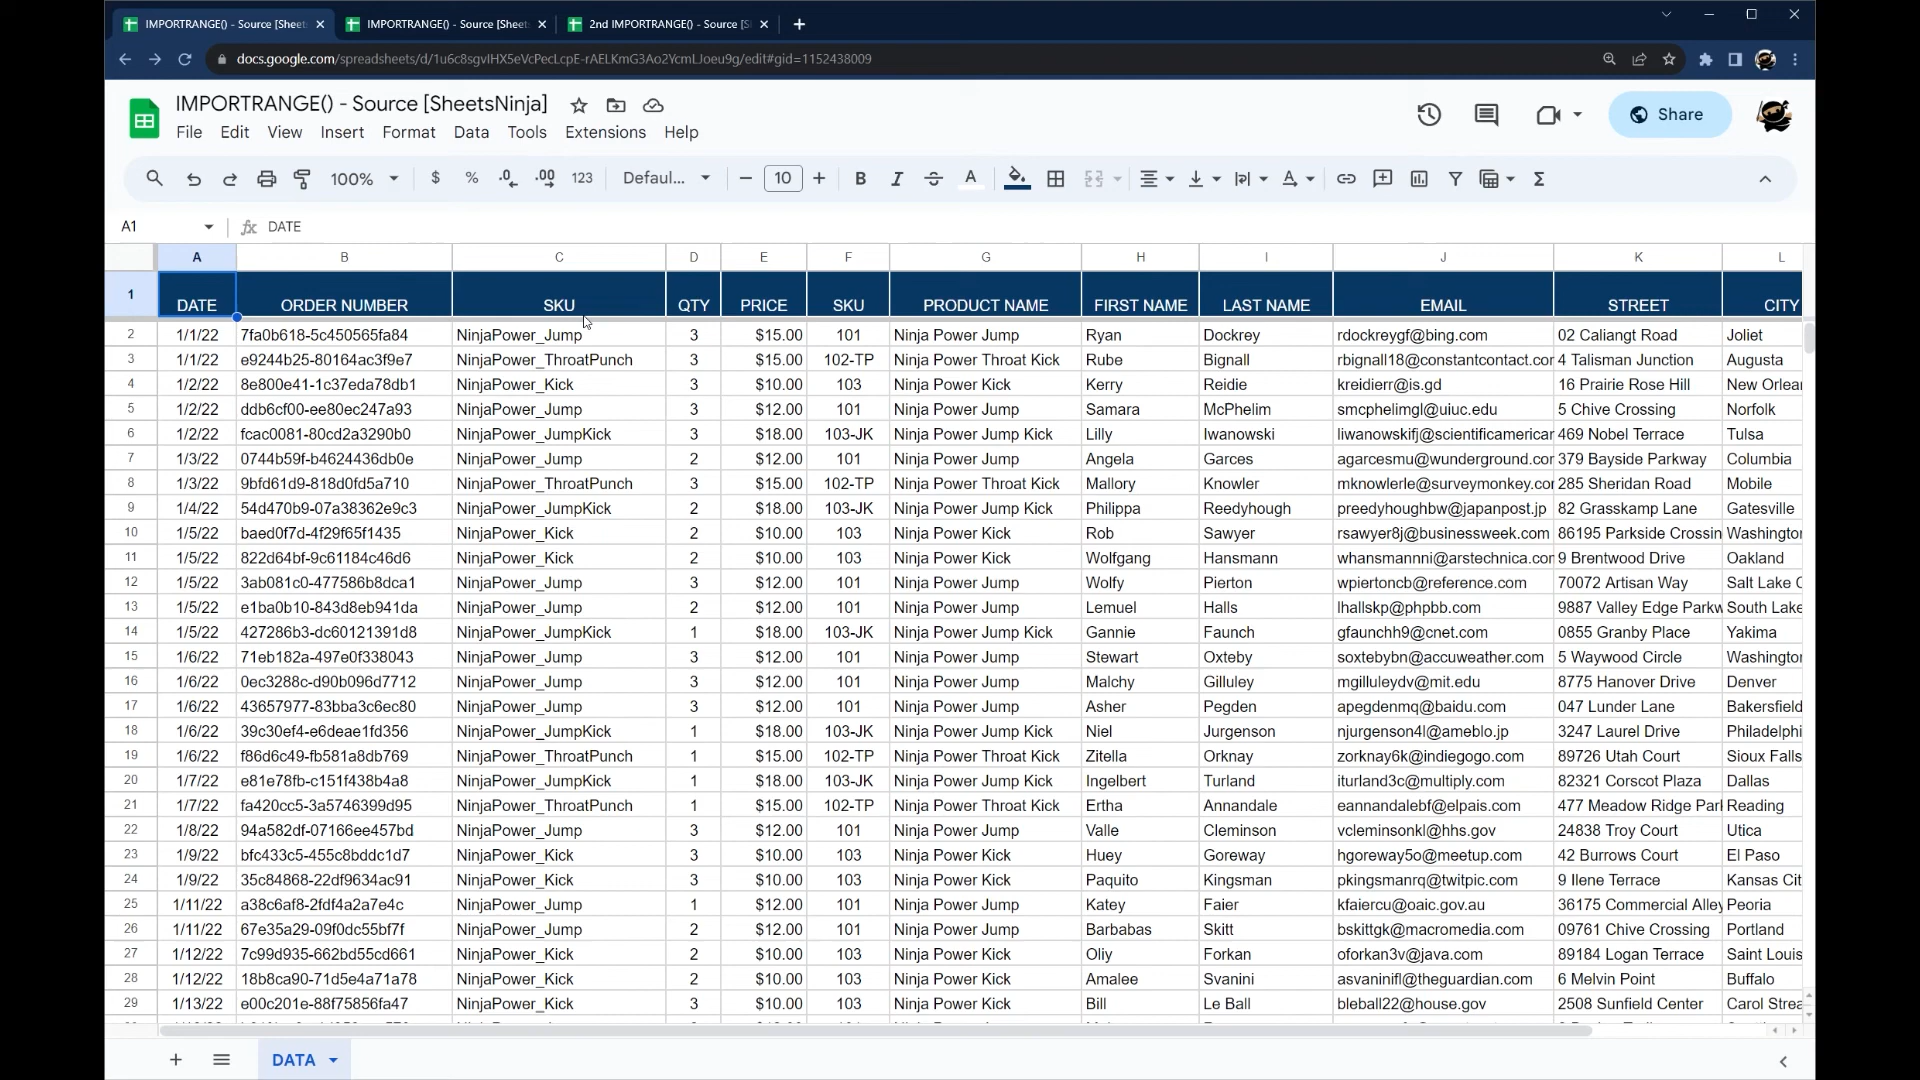 IMPORTRANGE() - Source [Sheets
IMPORTRANGE() - Source [Sheets
2nd IMPORTRANGE() - Source [S
docs.google.com/spreadsheets/d/1u6c8sgvIHX5eVcPecLcpE-rAELKmG3Ao2YcmLJoeu9g/edit#gid=1152438009
IMPORTRANGE() - Source [SheetsNinja]
File Edit View Insert Format Data Tools Extensions Help
Share
100% $ % .0 .00 123 Defaul... 10 B I A Σ
A1 fx DATE
A B C D E F G H I J K L
1 DATE ORDER NUMBER SKU QTY PRICE SKU PRODUCT NAME FIRST NAME LAST NAME EMAIL STREET CITY
2 1/1/22 7fa0b618-5c450565fa84 NinjaPower_Jump 3 $15.00 101 Ninja Power Jump Ryan Dockrey rdockreygf@bing.com 02 Caliangt Road Joliet
3 1/1/22 e9244b25-80164ac3f9e7 NinjaPower_ThroatPunch 3 $15.00 102-TP Ninja Power Throat Kick Rube Bignall rbignall18@constantcontact.cor 4 Talisman Junction Augusta
4 1/2/22 8e800e41-1c37eda78db1 NinjaPower_Kick 3 $10.00 103 Ninja Power Kick Kerry Reidie kreidierr@is.gd 16 Prairie Rose Hill New Orlea
5 1/2/22 ddb6cf00-ee80ec247a93 NinjaPower_Jump 3 $12.00 101 Ninja Power Jump Samara McPhelim smcphelimgl@uiuc.edu 5 Chive Crossing Norfolk
6 1/2/22 fcac0081-80cd2a3290b0 NinjaPower_JumpKick 3 $18.00 103-JK Ninja Power Jump Kick Lilly Iwanowski liwanowskifj@scientificamerican 469 Nobel Terrace Tulsa
7 1/3/22 0744b59f-b4624436db0e NinjaPower_Jump 2 $12.00 101 Ninja Power Jump Angela Garces agarcesmu@wunderground.cor 379 Bayside Parkway Columbia
8 1/3/22 9bfd61d9-818d0fd5a710 NinjaPower_ThroatPunch 3 $15.00 102-TP Ninja Power Throat Kick Mallory Knowler mknowlerle@surveymonkey.cor 285 Sheridan Road Mobile
9 1/4/22 54d470b9-07a38362e9c3 NinjaPower_JumpKick 2 $18.00 103-JK Ninja Power Jump Kick Philippa Reedyhough preedyhoughbw@japanpost.jp 82 Grasskamp Lane Gatesville
10 1/5/22 baed0f7d-4f29f65f1435 NinjaPower_Kick 2 $10.00 103 Ninja Power Kick Rob Sawyer rsawyer8j@businessweek.com 86195 Parkside Crossin Washingtor
11 1/5/22 822d64bf-9c61184c46d6 NinjaPower_Kick 2 $10.00 103 Ninja Power Kick Wolfgang Hansmann whansmannni@arstechnica.cor 9 Brentwood Drive Oakland
12 1/5/22 3ab081c0-477586b8dca1 NinjaPower_Jump 3 $12.00 101 Ninja Power Jump Wolfy Pierton wpiertoncb@reference.com 70072 Artisan Way Salt Lake C
13 1/5/22 e1ba0b10-843d8eb941da NinjaPower_Jump 2 $12.00 101 Ninja Power Jump Lemuel Halls lhallskp@phpbb.com 9887 Valley Edge Parkw South Lake
14 1/5/22 427286b3-dc60121391d8 NinjaPower_JumpKick 1 $18.00 103-JK Ninja Power Jump Kick Gannie Faunch gfaunchh9@cnet.com 0855 Granby Place Yakima
15 1/6/22 71eb182a-497e0f338043 NinjaPower_Jump 3 $12.00 101 Ninja Power Jump Stewart Oxteby soxtebybn@accuweather.com 5 Waywood Circle Washingtor
16 1/6/22 0ec3288c-d90b096d7712 NinjaPower_Jump 3 $12.00 101 Ninja Power Jump Malchy Gilluley mgilluleydv@mit.edu 8775 Hanover Drive Denver
17 1/6/22 43657977-83bba3c6ec80 NinjaPower_Jump 3 $12.00 101 Ninja Power Jump Asher Pegden apegdenmq@baidu.com 047 Lunder Lane Bakersfield
18 1/6/22 39c30ef4-e6deae1fd356 NinjaPower_JumpKick 1 $18.00 103-JK Ninja Power Jump Kick Niel Jurgenson njurgenson4l@ameblo.jp 3247 Laurel Drive Philadelphi
19 1/6/22 f86d6c49-fb581a8db769 NinjaPower_ThroatPunch 1 $15.00 102-TP Ninja Power Throat Kick Zitella Orknay zorknay6k@indiegogo.com 89726 Utah Court Sioux Falls
20 1/7/22 e81e78fb-c151f438b4a8 NinjaPower_JumpKick 1 $18.00 103-JK Ninja Power Jump Kick Ingelbert Turland iturland3c@multiply.com 82321 Corscot Plaza Dallas
21 1/7/22 fa420cc5-3a5746399d95 NinjaPower_ThroatPunch 1 $15.00 102-TP Ninja Power Throat Kick Ertha Annandale eannandalebf@elpais.com 477 Meadow Ridge Parl Reading
22 1/8/22 94a582df-07166ee457bd NinjaPower_Jump 3 $12.00 101 Ninja Power Jump Valle Cleminson vcleminsonkl@hhs.gov 24838 Troy Court Utica
23 1/9/22 bfc433c5-455c8bddc1d7 NinjaPower_Kick 3 $10.00 103 Ninja Power Kick Huey Goreway hgoreway5o@meetup.com 42 Burrows Court El Paso
24 1/9/22 35c84868-22df9634ac91 NinjaPower_Kick 3 $10.00 103 Ninja Power Kick Paquito Kingsman pkingsmanrq@twitpic.com 9 Ilene Terrace Kansas Cit
25 1/11/22 a38c6af8-2fdf4a2a7e4c NinjaPower_Jump 1 $12.00 101 Ninja Power Jump Katey Faier kfaiercu@oaic.gov.au 36175 Commercial Alley Peoria
26 1/11/22 67e35a29-09f0dc55bf7f NinjaPower_Jump 2 $12.00 101 Ninja Power Jump Barbabas Skitt bskittgk@macromedia.com 09761 Chive Crossing Portland
27 1/12/22 7c99d935-662bd55cd661 NinjaPower_Kick 2 $10.00 103 Ninja Power Kick Oliy Forkan oforkan3v@java.com 89184 Logan Terrace Saint Louis
28 1/12/22 18b8ca90-71d5e4a71a78 NinjaPower_Kick 2 $10.00 103 Ninja Power Kick Amalee Svanini asvaninifl@theguardian.com 6 Melvin Point Buffalo
29 1/13/22 e00c201e-88f75856fa47 NinjaPower_Kick 3 $10.00 103 Ninja Power Kick Bill Le Ball bleball22@house.gov 2508 Sunfield Center Carol Strea
DATA